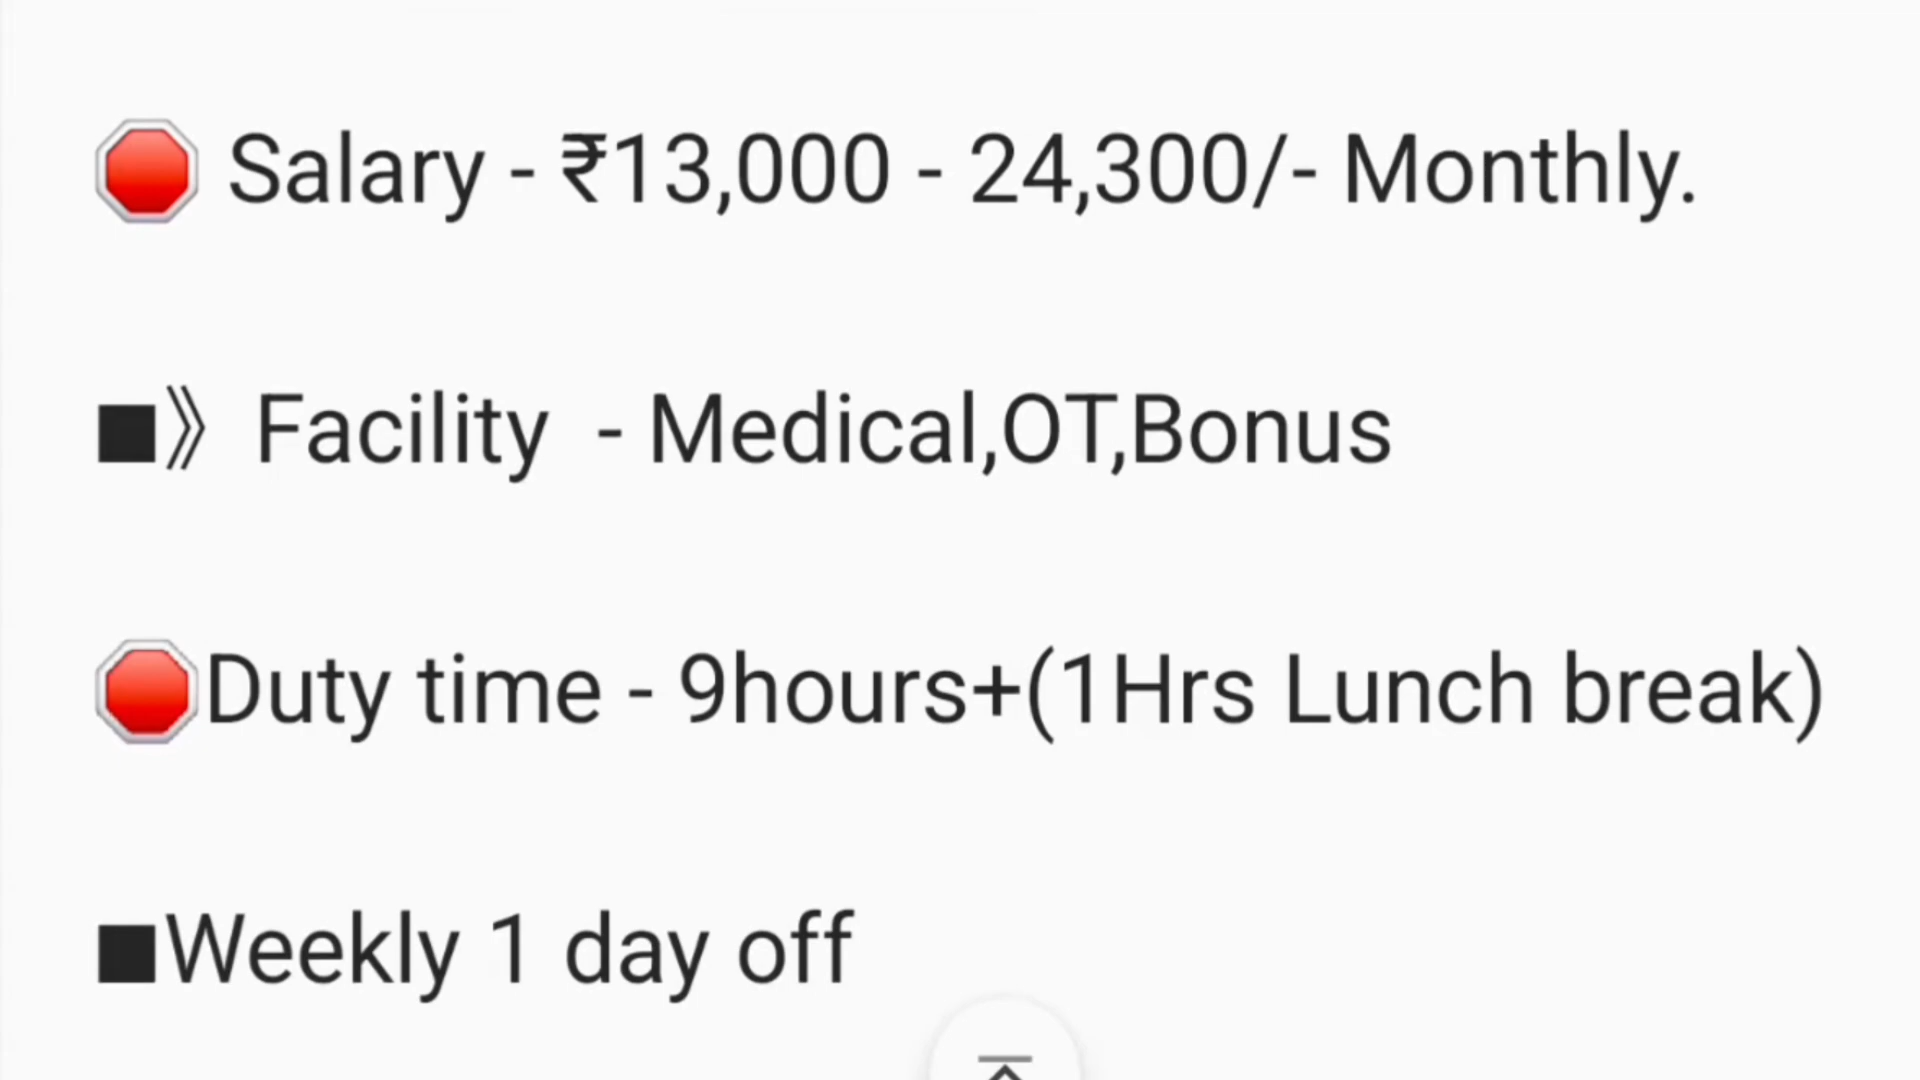 🛑 Salary - ₹13,000 - 24,300/- Monthly.
■》 Facility - Medical,OT,Bonus
🛑Duty time - 9hours+(1Hrs Lunch break)
■Weekly 1 day off